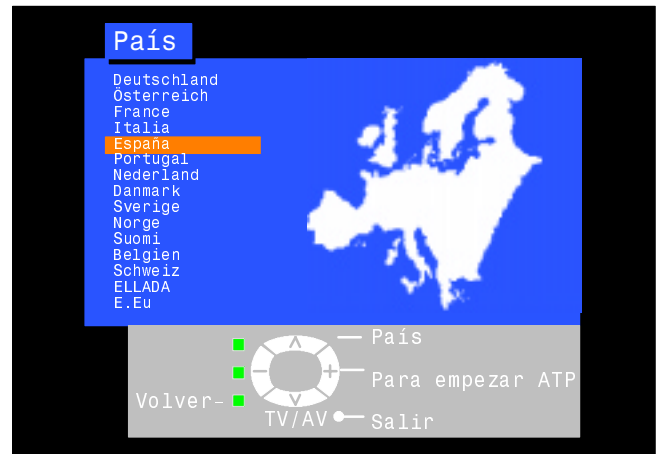 País
Deutschland
Österreich
France
Italia
España
Portugal
Nederland
Danmark
Sverige
Norge
Suomi
Belgien
Schweiz
ELLADA
E.Eu
País
Para empezar ATP
Volver-
TV/AV
Salir